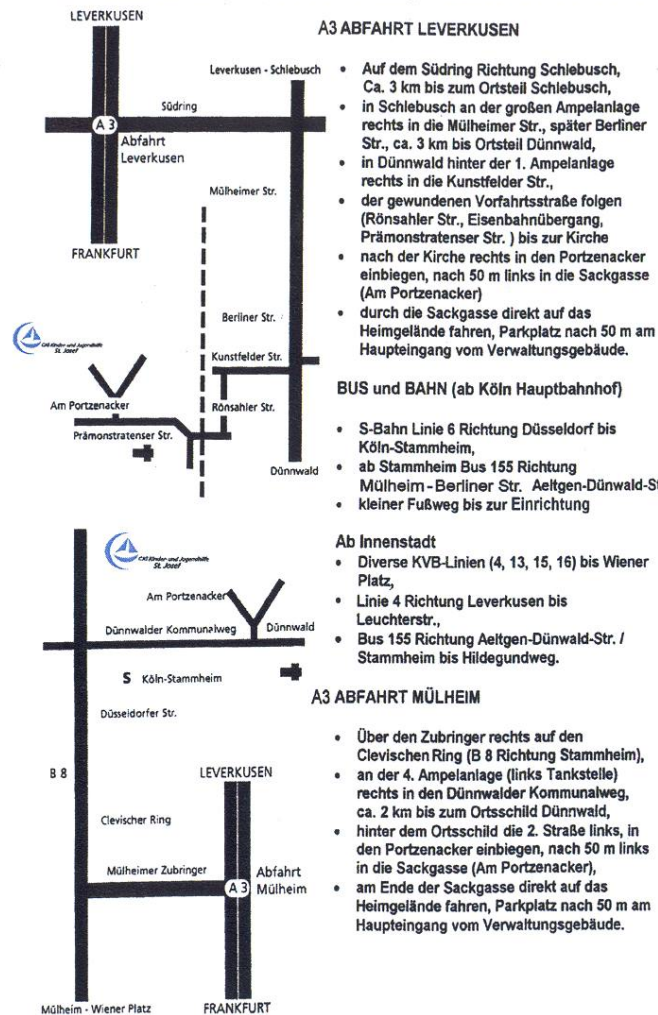 LEVERKUSEN
Leverkusen - Schlebusch
Südring
A 3
Abfahrt
Leverkusen
Mülheimer Str.
FRANKFURT
Berliner Str.
CJG Kinder- und Jugendhilfe
St. Josef
Kunstfelder Str.
Am Portzenacker
Rönsahler Str.
Prämonstratenser Str.
Dünnwald
CJG Kinder- und Jugendhilfe
St. Josef
Am Portzenacker
Dünnwalder Kommunalweg
Dünnwald
S Köln-Stammheim
Düsseldorfer Str.
B 8
LEVERKUSEN
Clevischer Ring
Mülheimer Zubringer
A 3
Abfahrt
Mülheim
Mülheim - Wiener Platz
FRANKFURT
A3 ABFAHRT LEVERKUSEN
• Auf dem Südring Richtung Schlebusch,
Ca. 3 km bis zum Ortsteil Schlebusch,
• in Schlebusch an der großen Ampelanlage
rechts in die Mülheimer Str., später Berliner
Str., ca. 3 km bis Ortsteil Dünnwald,
• in Dünnwald hinter der 1. Ampelanlage
rechts in die Kunstfelder Str.,
• der gewundenen Vorfahrtsstraße folgen
(Rönsahler Str., Eisenbahnübergang,
Prämonstratenser Str. ) bis zur Kirche
• nach der Kirche rechts in den Portzenacker
einbiegen, nach 50 m links in die Sackgasse
(Am Portzenacker)
• durch die Sackgasse direkt auf das
Heimgelände fahren, Parkplatz nach 50 m am
Haupteingang vom Verwaltungsgebäude.
BUS und BAHN (ab Köln Hauptbahnhof)
• S-Bahn Linie 6 Richtung Düsseldorf bis
Köln-Stammheim,
• ab Stammheim Bus 155 Richtung
Mülheim - Berliner Str. Aeltgen-Dünwald-St
• kleiner Fußweg bis zur Einrichtung
Ab Innenstadt
• Diverse KVB-Linien (4, 13, 15, 16) bis Wiener
Platz,
• Linie 4 Richtung Leverkusen bis
Leuchterstr.,
• Bus 155 Richtung Aeltgen-Dünwald-Str. /
Stammheim bis Hildegundweg.
A3 ABFAHRT MÜLHEIM
• Über den Zubringer rechts auf den
Clevischen Ring (B 8 Richtung Stammheim),
• an der 4. Ampelanlage (links Tankstelle)
rechts in den Dünnwalder Kommunalweg,
ca. 2 km bis zum Ortsschild Dünnwald,
• hinter dem Ortsschild die 2. Straße links, in
den Portzenacker einbiegen, nach 50 m links
in die Sackgasse (Am Portzenacker),
• am Ende der Sackgasse direkt auf das
Heimgelände fahren, Parkplatz nach 50 m am
Haupteingang vom Verwaltungsgebäude.